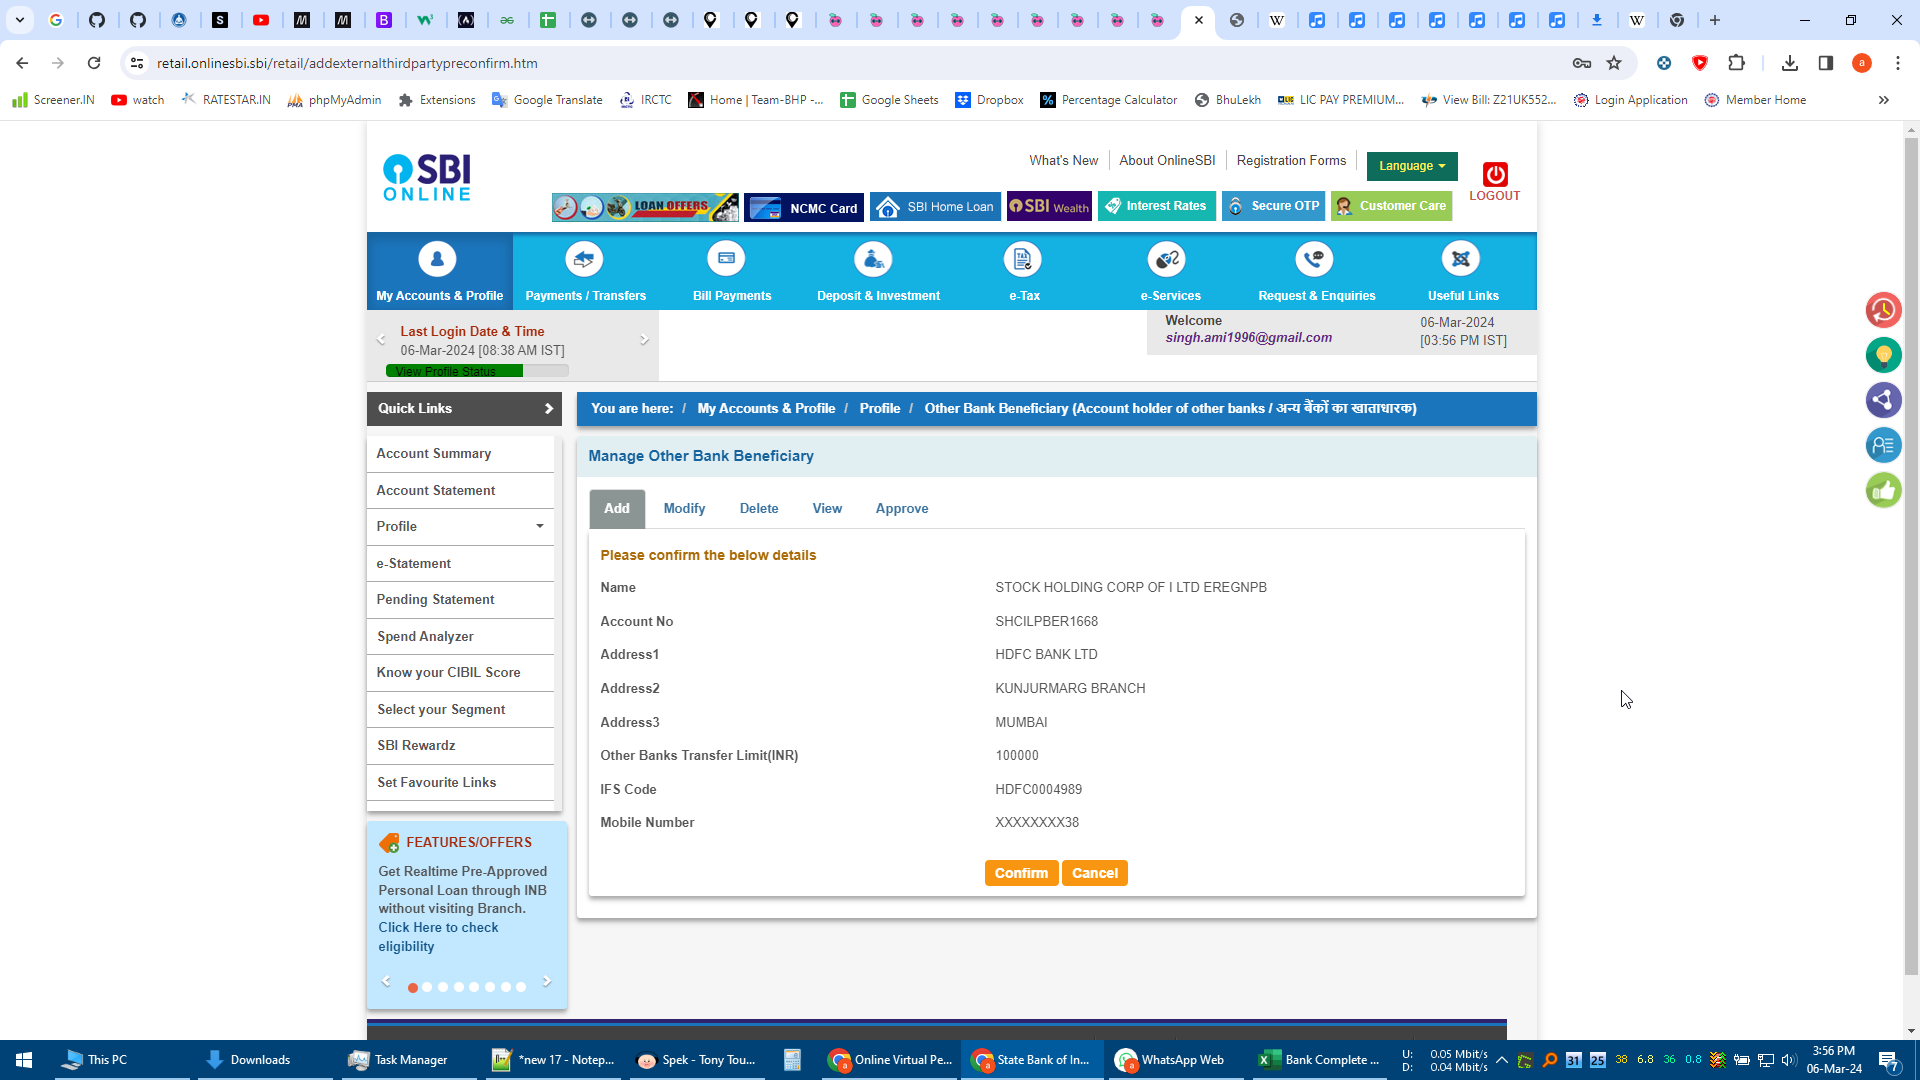 retail.onlinesbi.sbi/retail/addexternalthirdpartypreconfirm.htm
Screener.IN
watch
RATESTAR.IN
phpMyAdmin
Extensions
Google Translate
IRCTC
Home | Team-BHP -...
Google Sheets
Dropbox
Percentage Calculator
BhuLekh
LIC PAY PREMIUM...
View Bill: Z21UK552...
Login Application
Member Home
SBI
ONLINE
What's New
About OnlineSBI
Registration Forms
Language
LOGOUT
LOAN OFFERS
NCMC Card
SBI Home Loan
SBI Wealth
Interest Rates
Secure OTP
Customer Care
My Accounts & Profile
Payments / Transfers
Bill Payments
Deposit & Investment
e-Tax
e-Services
Request & Enquiries
Useful Links
Last Login Date & Time
06-Mar-2024 [08:38 AM IST]
View Profile Status
Welcome
singh.ami1996@gmail.com
06-Mar-2024
[03:56 PM IST]
Quick Links
You are here: / My Accounts & Profile / Profile / Other Bank Beneficiary (Account holder of other banks / अन्य बैंकों का खाताधारक)
Account Summary
Account Statement
Profile
e-Statement
Pending Statement
Spend Analyzer
Know your CIBIL Score
Select your Segment
SBI Rewardz
Set Favourite Links
Manage Other Bank Beneficiary
Add
Modify
Delete
View
Approve
Please confirm the below details
Name STOCK HOLDING CORP OF I LTD EREGNPB
Account No SHCILPBER1668
Address1 HDFC BANK LTD
Address2 KUNJURMARG BRANCH
Address3 MUMBAI
Other Banks Transfer Limit(INR) 100000
IFS Code HDFC0004989
Mobile Number XXXXXXXX38
Confirm
Cancel
FEATURES/OFFERS
Get Realtime Pre-Approved
Personal Loan through INB
without visiting Branch.
Click Here to check
eligibility
This PC
Downloads
Task Manager
*new 17 - Notep...
Spek - Tony Tou...
Online Virtual Pe...
State Bank of In...
WhatsApp Web
Bank Complete ...
U: 0.05 Mbit/s
D: 0.04 Mbit/s
31
25
38
6.8
36
0.8
3:56 PM
06-Mar-24
7